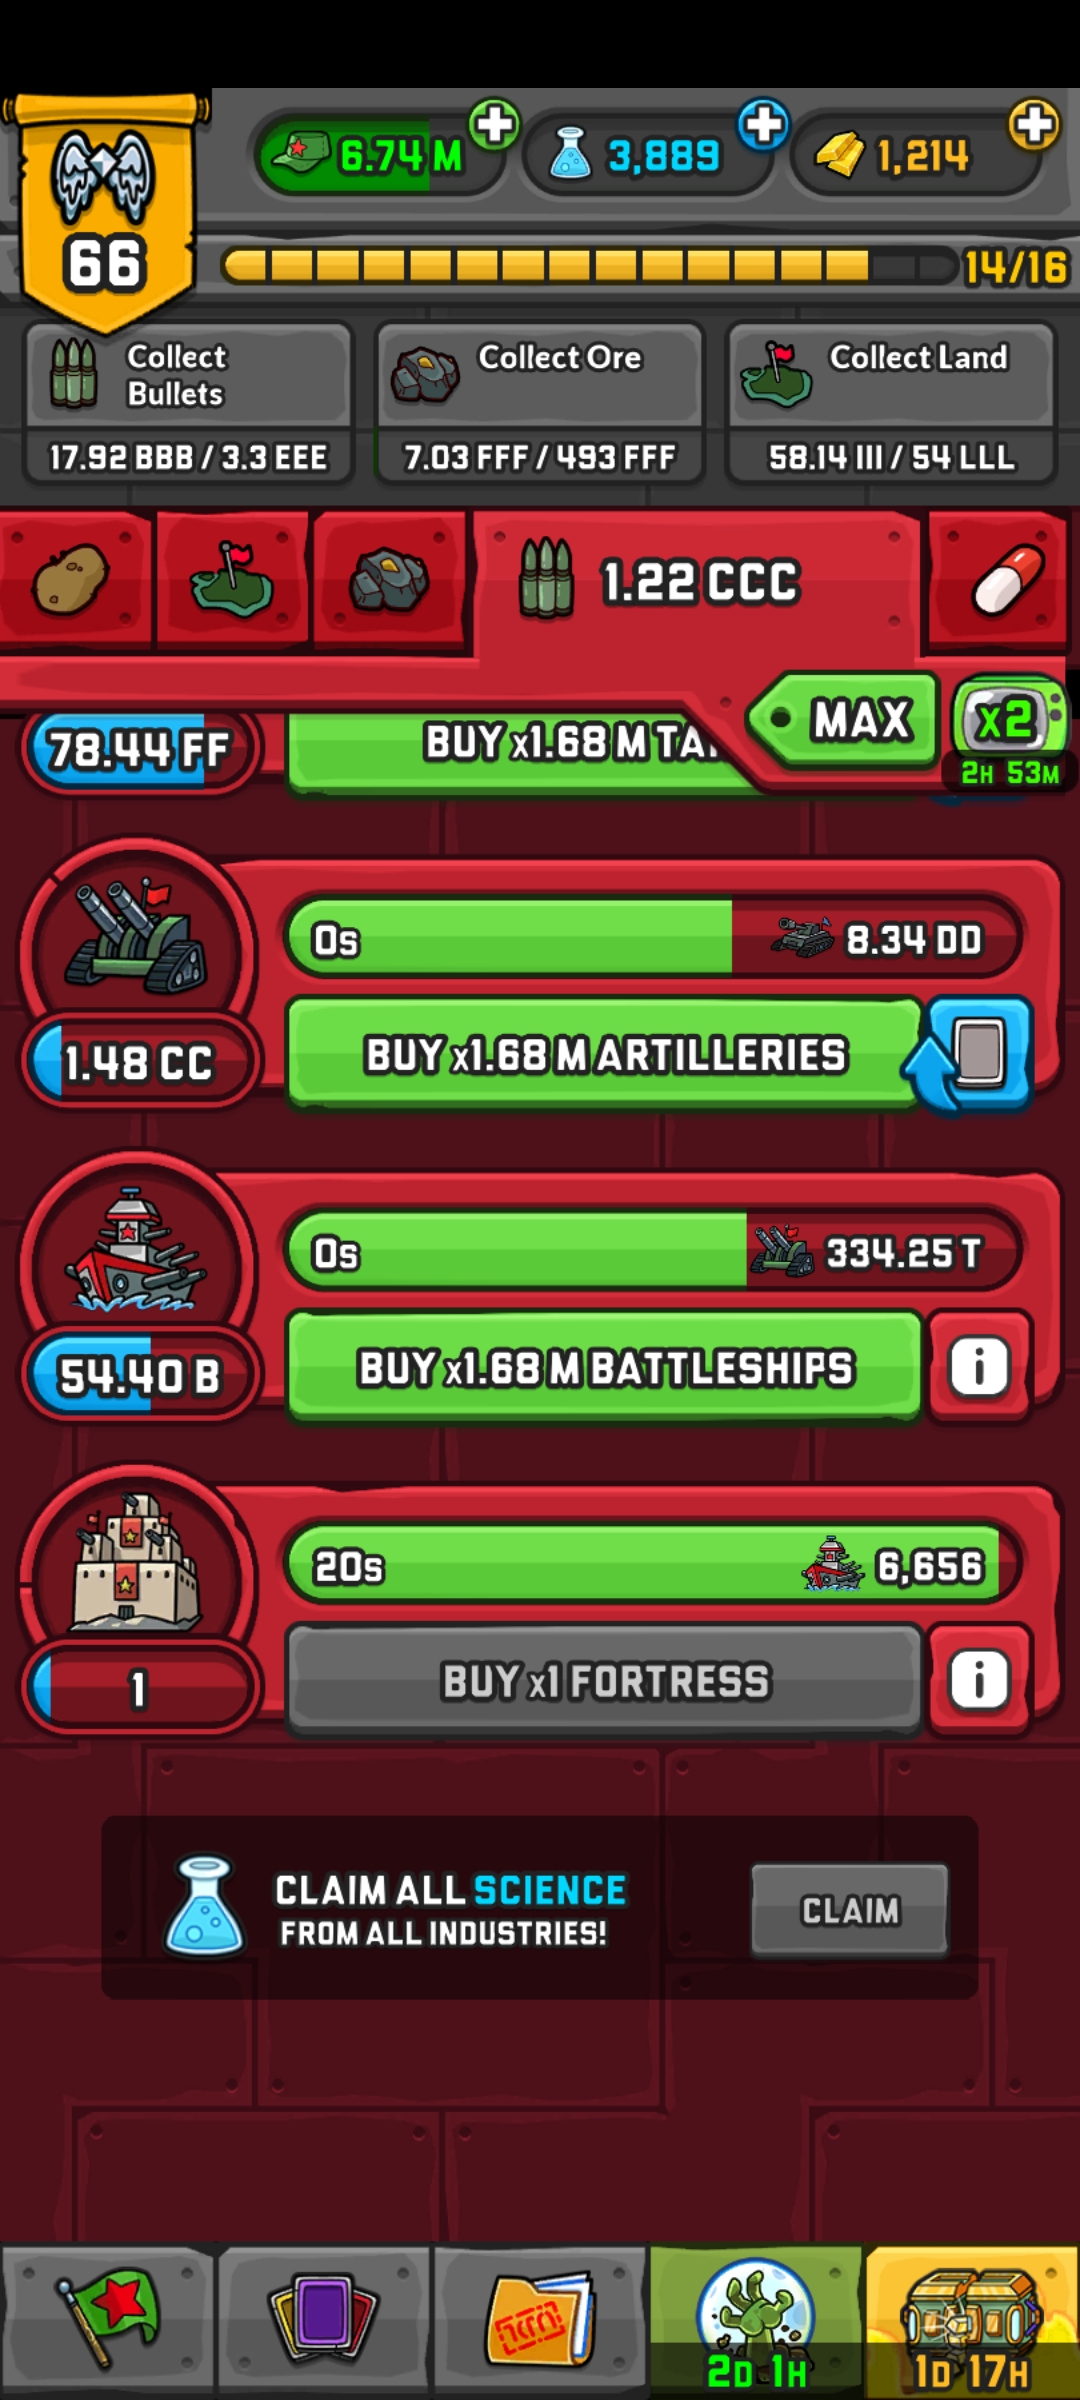 6.74 M
3,889
1,214
66
14/16
Collect
Bullets
17.92 BBB / 3.3 EEE
Collect Ore
7.03 FFF / 493 FFF
Collect Land
58.14 III / 54 LLL
1.22 CCC
MAX
x2
2H 53M
78.44 FF
BUY x1.68 M
0s
8.34 DD
1.48 CC
BUY x1.68 M ARTILLERIES
0s
334.25 T
54.40 B
BUY x1.68 M BATTLESHIPS
i
20s
6,656
1
BUY x1 FORTRESS
i
CLAIM ALL SCIENCE
FROM ALL INDUSTRIES!
CLAIM
2D 1H
1D 17H